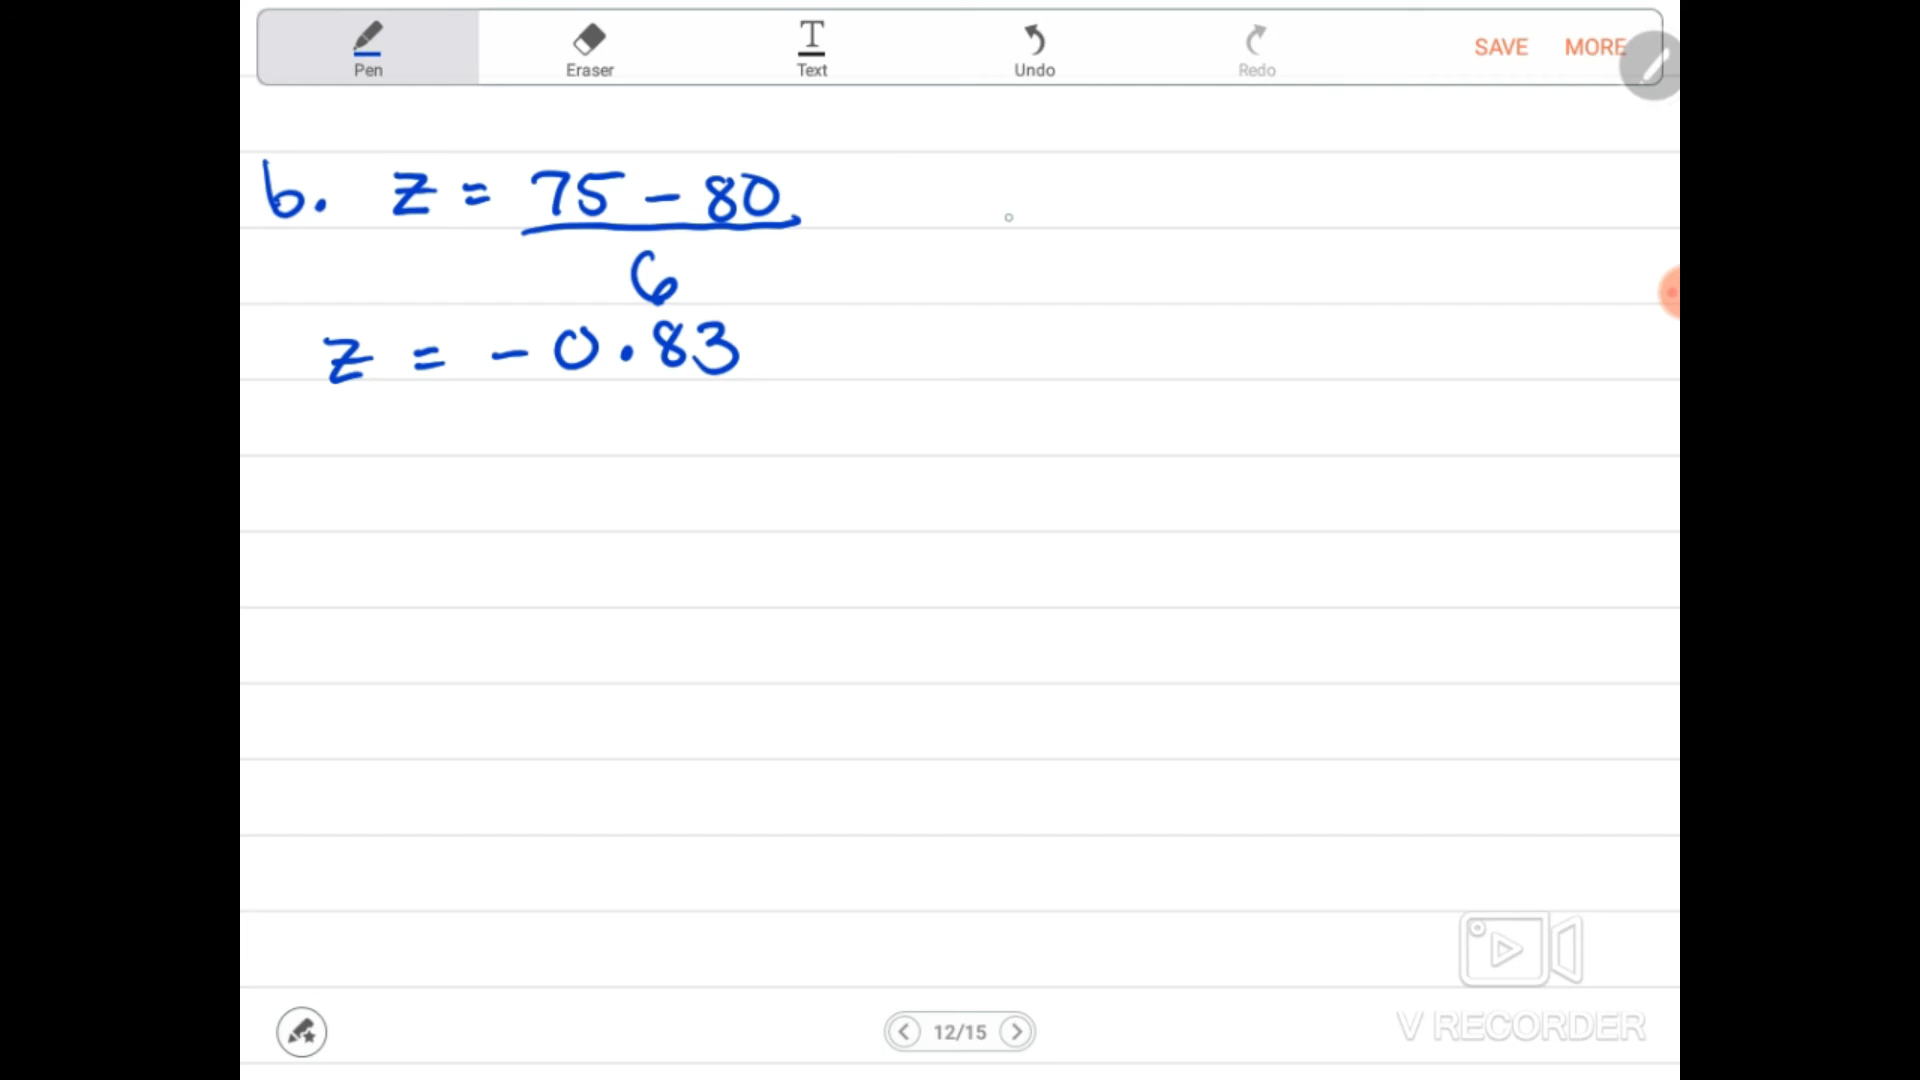 Pen Eraser Text Undo Redo SAVE MORE
b. z = 75 - 80
6
z = - 0.83
12/15
V RECORDER